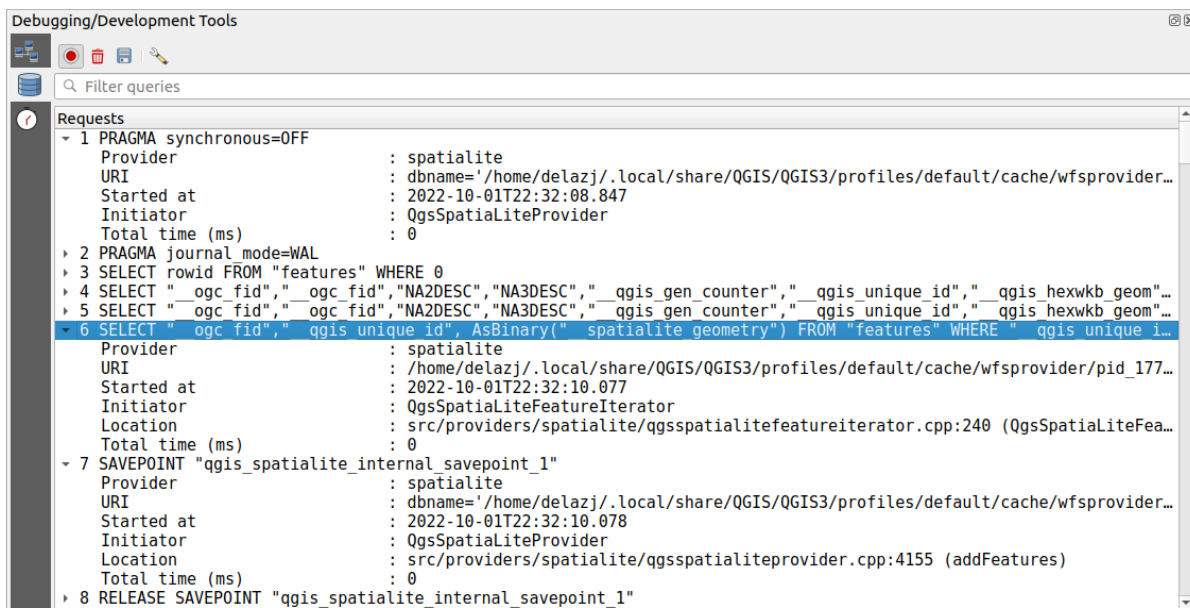 Debugging/Development Tools
Filter queries
Requests
1 PRAGMA synchronous=OFF
Provider : spatialite
URI : dbname='/home/delazj/.local/share/QGIS/QGIS3/profiles/default/cache/wfsprovider…
Started at : 2022-10-01T22:32:08.847
Initiator : QgsSpatiaLiteProvider
Total time (ms) : 0
2 PRAGMA journal_mode=WAL
3 SELECT rowid FROM "features" WHERE 0
4 SELECT "__ogc_fid","__ogc_fid","NA2DESC","NA3DESC","__qgis_gen_counter","__qgis_unique_id","__qgis_hexwkb_geom"…
5 SELECT "__ogc_fid","__ogc_fid","NA2DESC","NA3DESC","__qgis_gen_counter","__qgis_unique_id","__qgis_hexwkb_geom"…
6 SELECT "__ogc_fid","__qgis_unique_id", AsBinary("__spatialite_geometry") FROM "features" WHERE "__qgis_unique_i…
Provider : spatialite
URI : /home/delazj/.local/share/QGIS/QGIS3/profiles/default/cache/wfsprovider/pid_177…
Started at : 2022-10-01T22:32:10.077
Initiator : QgsSpatiaLiteFeatureIterator
Location : src/providers/spatialite/qgsspatialitefeatureiterator.cpp:240 (QgsSpatiaLiteFea…
Total time (ms) : 0
7 SAVEPOINT "qgis_spatialite_internal_savepoint_1"
Provider : spatialite
URI : dbname='/home/delazj/.local/share/QGIS/QGIS3/profiles/default/cache/wfsprovider…
Started at : 2022-10-01T22:32:10.078
Initiator : QgsSpatiaLiteProvider
Location : src/providers/spatialite/qgsspatialiteprovider.cpp:4155 (addFeatures)
Total time (ms) : 0
8 RELEASE SAVEPOINT "qgis_spatialite_internal_savepoint_1"